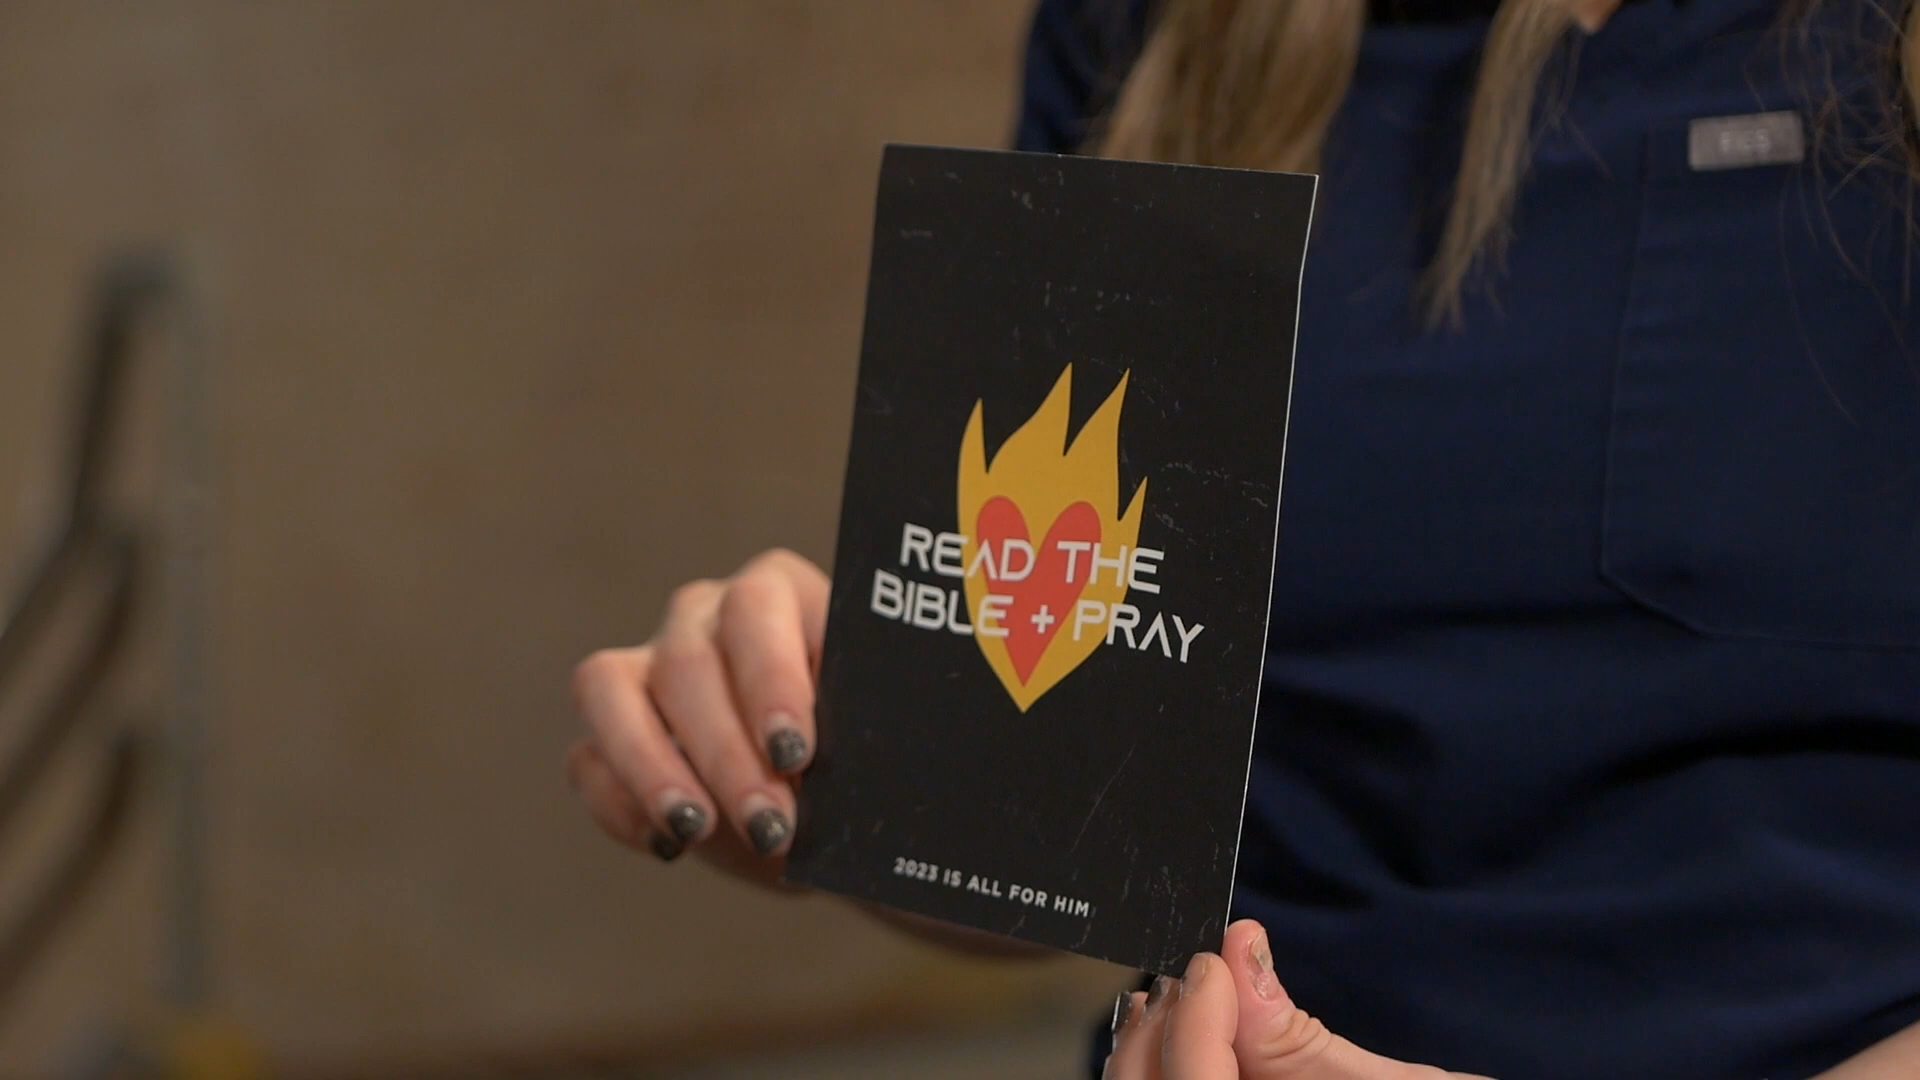 READ THE
BIBLE + PRAY
2023 IS ALL FOR HIM